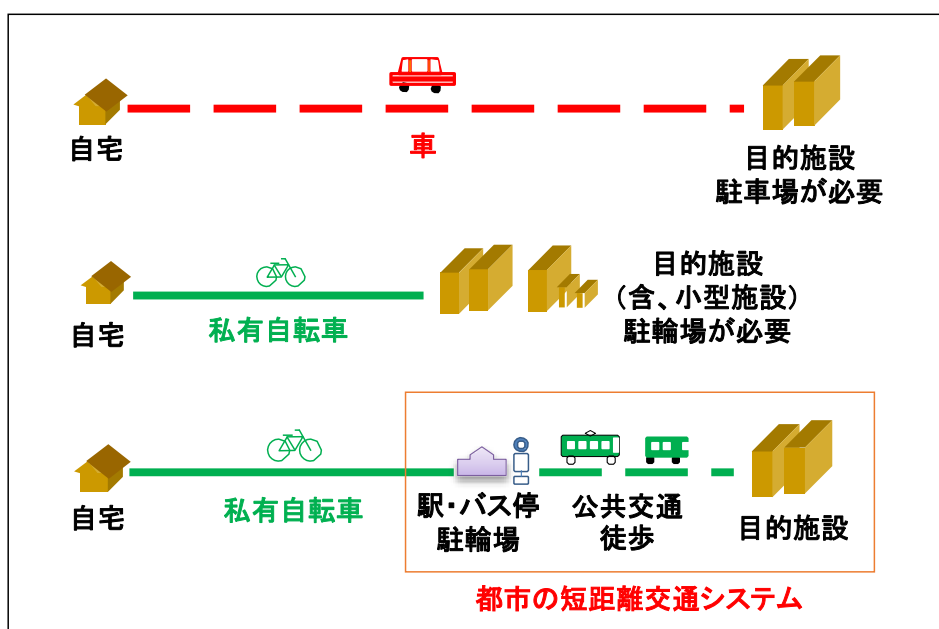 自宅
車
目的施設
駐車場が必要
自宅
私有自転車
目的施設
（含、小型施設）
駐輪場が必要
自宅
私有自転車
駅・バス停
駐輪場
公共交通
徒歩
目的施設
都市の短距離交通システム